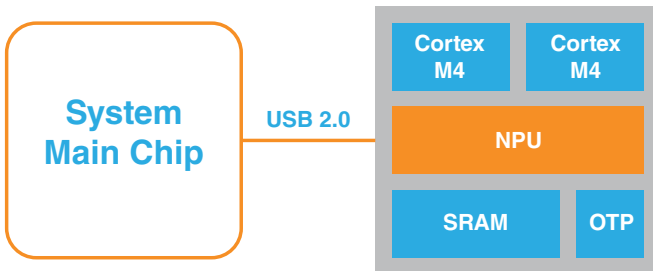 System
Main Chip
USB 2.0
Cortex
M4
Cortex
M4
NPU
SRAM
OTP